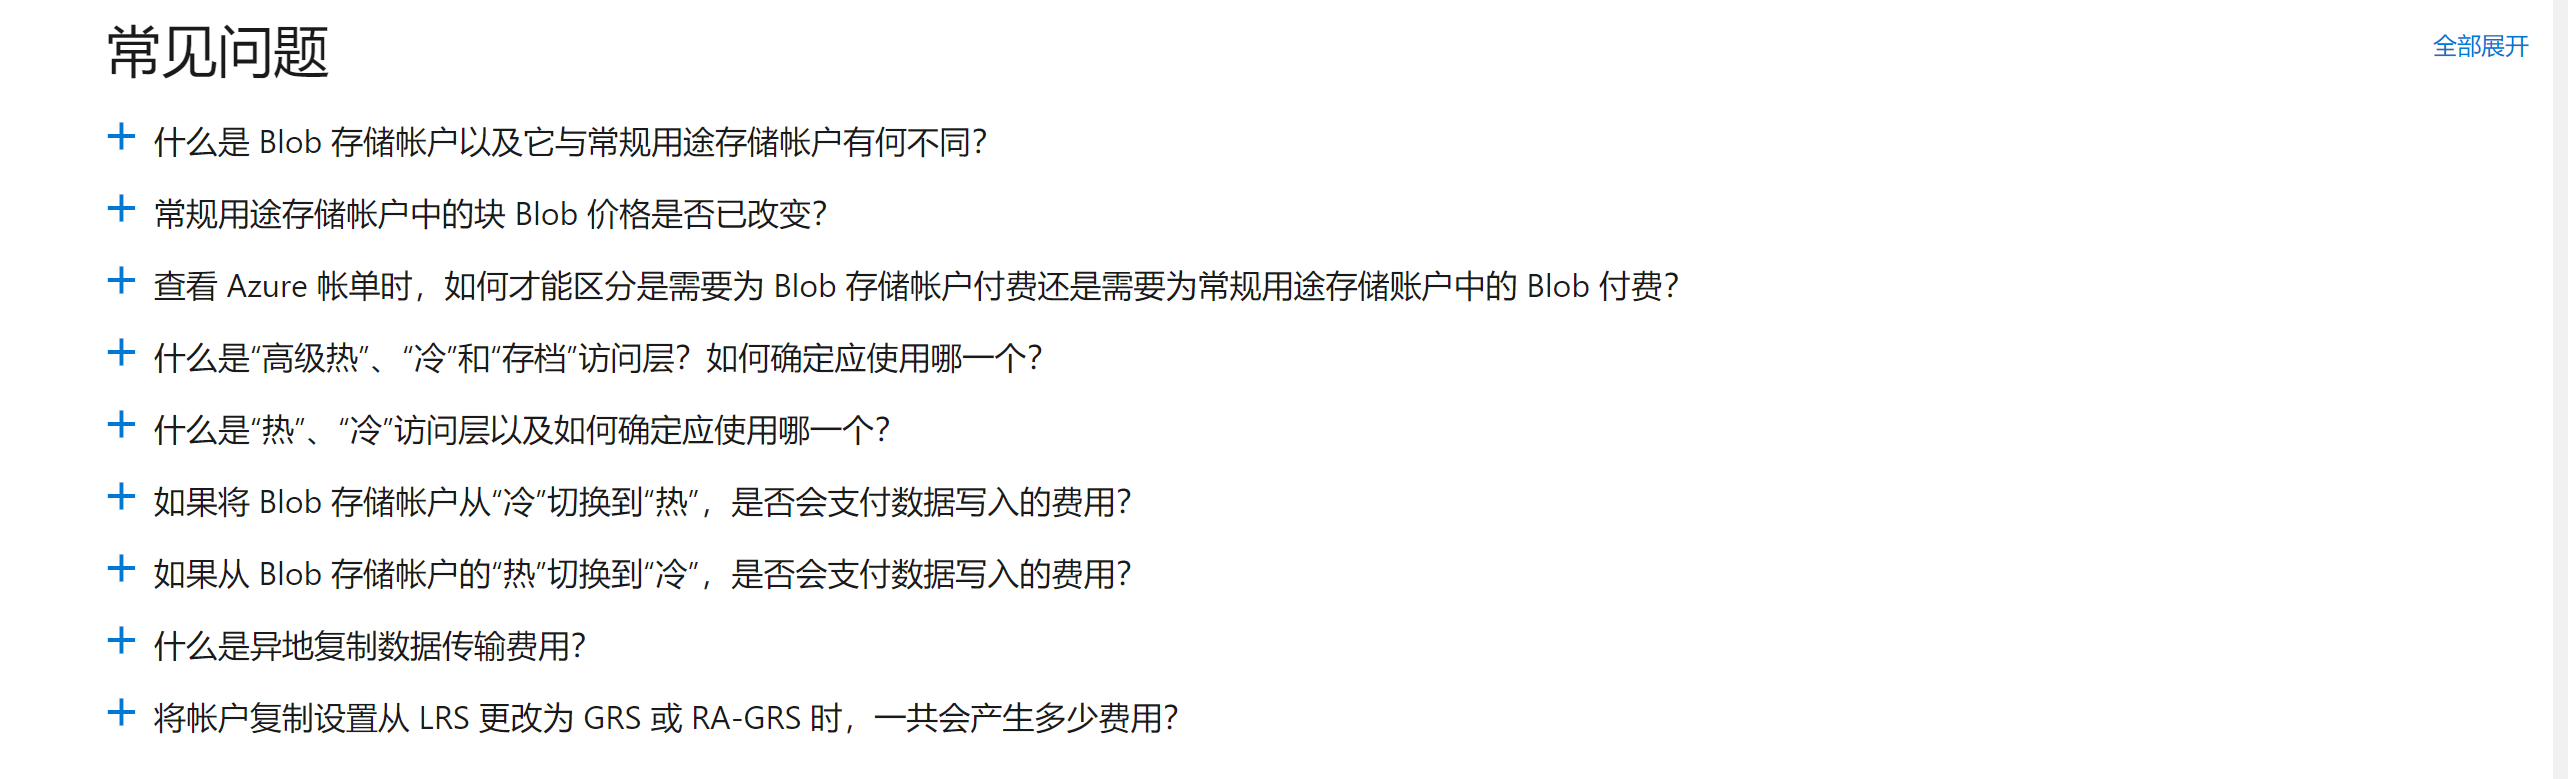 常见问题
全部展开
什么是 Blob 存储帐户以及它与常规用途存储帐户有何不同？
常规用途存储帐户中的块 Blob 价格是否已改变？
查看 Azure 帐单时，如何才能区分是需要为 Blob 存储帐户付费还是需要为常规用途存储账户中的 Blob 付费？
什么是“高级热”、“冷”和“存档”访问层？如何确定应使用哪一个？
什么是“热”、“冷”访问层以及如何确定应使用哪一个？
如果将 Blob 存储帐户从“冷”切换到“热”，是否会支付数据写入的费用？
如果从 Blob 存储帐户的“热”切换到“冷”，是否会支付数据写入的费用？
什么是异地复制数据传输费用？
将帐户复制设置从 LRS 更改为 GRS 或 RA-GRS 时，一共会产生多少费用？